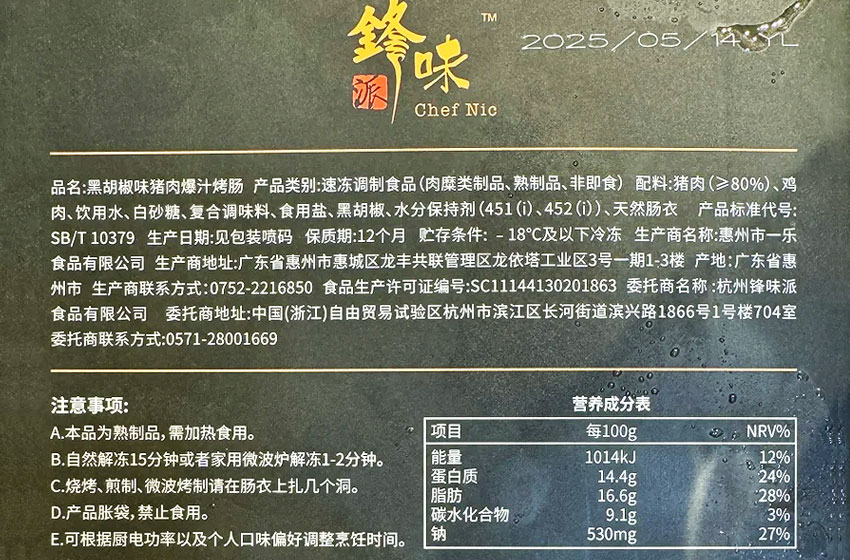 鋒味
TM
派
Chef Nic
2025/05/14 YL
品名:黑胡椒味猪肉爆汁烤肠 产品类别:速冻调制食品(肉糜类制品、熟制品、非即食) 配料:猪肉(≥80%)、鸡
肉、饮用水、白砂糖、复合调味料、食用盐、黑胡椒、水分保持剂(451(i)、452(i))、天然肠衣 产品标准代号:
SB/T 10379 生产日期:见包装喷码 保质期:12个月 贮存条件: -18℃及以下冷冻 生产商名称:惠州市一乐
食品有限公司 生产商地址:广东省惠州市惠城区龙丰共联管理区龙依塔工业区3号一期1-3楼 产地:广东省惠
州市 生产商联系方式:0752-2216850 食品生产许可证编号:SC11144130201863 委托商名称:杭州锋味派
食品有限公司 委托商地址:中国(浙江)自由贸易试验区杭州市滨江区长河街道滨兴路1866号1号楼704室
委托商联系方式:0571-28001669
注意事项:
A.本品为熟制品,需加热食用。
B.自然解冻15分钟或者家用微波炉解冻1-2分钟。
C.烧烤、煎制、微波烤制请在肠衣上扎几个洞。
D.产品胀袋,禁止食用。
E.可根据厨电功率以及个人口味偏好调整烹饪时间。
营养成分表
项目 每100g NRV%
能量 1014kJ 12%
蛋白质 14.4g 24%
脂肪 16.6g 28%
碳水化合物 9.1g 3%
钠 530mg 27%